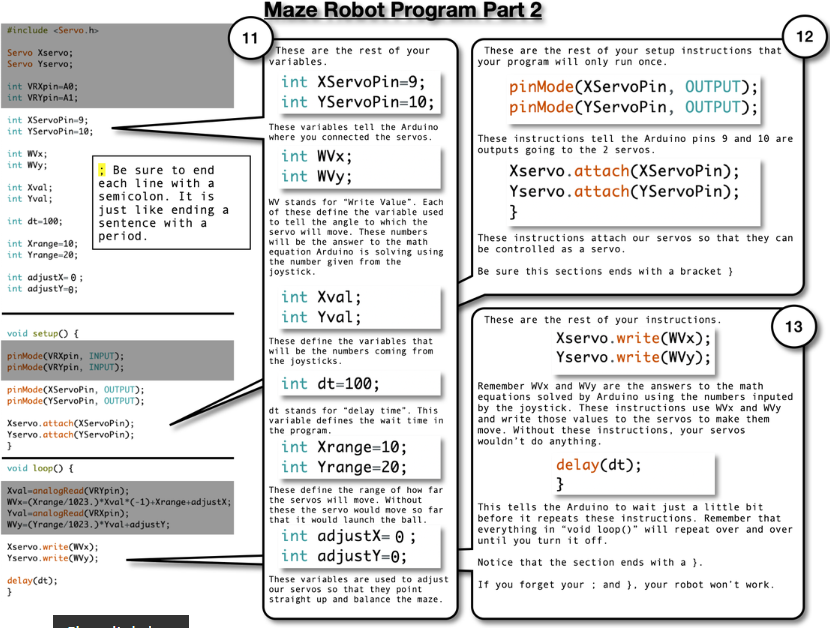 Maze Robot Program Part 2
#include <Servo.h>
Servo Xservo;
Servo Yservo;
int VRXpin=A0;
int VRYpin=A1;
int XServoPin=9;
int YServoPin=10;
int WVx;
int WVy;
int Xval;
int Yval;
int dt=100;
int Xrange=10;
int Yrange=20;
int adjustX=0;
int adjustY=0;
; Be sure to end
each line with a
semicolon. It is
just like ending a
sentence with a
period.
void setup() {
pinMode(VRXpin, INPUT);
pinMode(VRYpin, INPUT);
pinMode(XServoPin, OUTPUT);
pinMode(YServoPin, OUTPUT);
Xservo.attach(XServoPin);
Yservo.attach(YServoPin);
}
void loop() {
Xval=analogRead(VRXpin);
WVx=(Xrange/1023.)*Xval*(-1)+Xrange+adjustX;
Yval=analogRead(VRYpin);
WVy=(Yrange/1023.)*Yval+adjustY;
Xservo.write(WVx);
Yservo.write(WVy);
delay(dt);
}
11
These are the rest of your
variables.
int XServoPin=9;
int YServoPin=10;
These variables tell the Arduino
where you connected the servos.
int WVx;
int WVy;
WV stands for "Write Value". Each
of these define the variable used
to tell the angle to which the
servo will move. These numbers
will be the answer to the math
equation Arduino is solving using
the number given from the
joystick.
int Xval;
int Yval;
These define the variables that
will be the numbers coming from
the joysticks.
int dt=100;
dt stands for "delay time". This
variable defines the wait time in
the program.
int Xrange=10;
int Yrange=20;
These define the range of how far
the servos will move. Without
these the servo would move so far
that it would launch the ball.
int adjustX= 0 ;
int adjustY=0;
These variables are used to adjust
our servos so that they point
straight up and balance the maze.
12
These are the rest of your setup instructions that
your program will only run once.
pinMode(XServoPin, OUTPUT);
pinMode(YServoPin, OUTPUT);
These instructions tell the Arduino pins 9 and 10 are
outputs going to the 2 servos.
Xservo.attach(XServoPin);
Yservo.attach(YServoPin);
}
These instructions attach our servos so that they can
be controlled as a servo.
Be sure this sections ends with a bracket }
13
These are the rest of your instructions.
Xservo.write(WVx);
Yservo.write(WVy);
Remember WVx and WVy are the answers to the math
equations solved by Arduino using the numbers inputed
by the joystick. These instructions use WVx and WVy
and write those values to the servos to make them
move. Without these instructions, your servos
wouldn't do anything.
delay(dt);
}
This tells the Arduino to wait just a little bit
before it repeats these instructions. Remember that
everything in "void loop()" will repeat over and over
until you turn it off.
Notice that the section ends with a }.
If you forget your ; and }, your robot won't work.